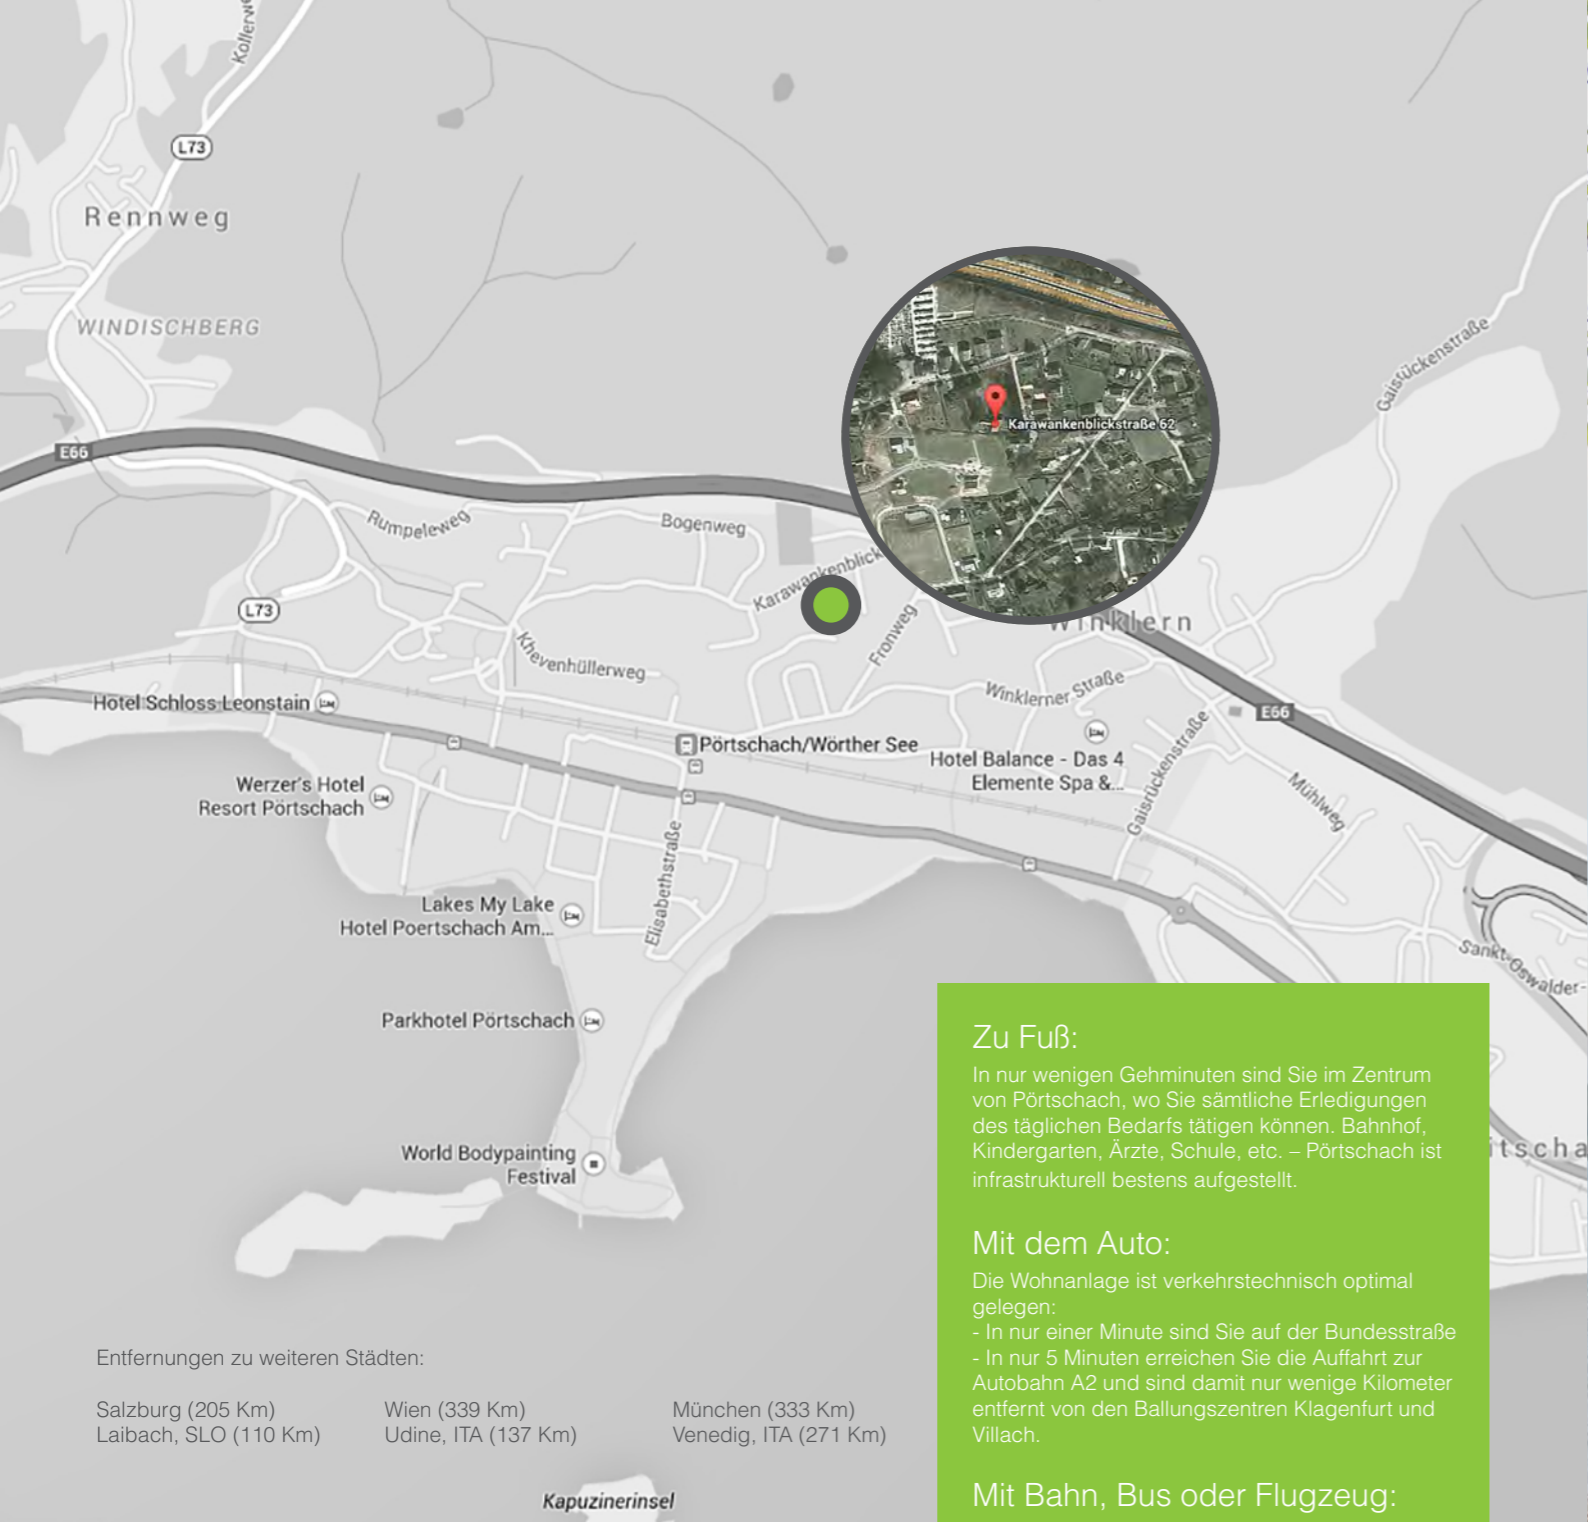 Kollerw
L73
Rennweg
WINDISCHBERG
Gaisrückenstraße
Karawankenblickstraße 62
E66
Rumpeleweg
Bogenweg
Karawankenblick
L73
Fronweg
Winklern
Khevenhüllerweg
Winklerner Straße
Hotel Schloss Leonstain
E66
Pörtschach/Wörther See
Gaisrückenstraße
Hotel Balance - Das 4
Elemente Spa &...
Mühlweg
Werzer's Hotel
Resort Pörtschach
Elisabethstraße
Lakes My Lake
Hotel Poertschach Am...
Sankt-Oswalder-
Parkhotel Pörtschach
World Bodypainting
Festival
itscha
Zu Fuß:
In nur wenigen Gehminuten sind Sie im Zentrum
von Pörtschach, wo Sie sämtliche Erledigungen
des täglichen Bedarfs tätigen können. Bahnhof,
Kindergarten, Ärzte, Schule, etc. – Pörtschach ist
infrastrukturell bestens aufgestellt.
Mit dem Auto:
Die Wohnanlage ist verkehrstechnisch optimal
gelegen:
- In nur einer Minute sind Sie auf der Bundesstraße
- In nur 5 Minuten erreichen Sie die Auffahrt zur
Autobahn A2 und sind damit nur wenige Kilometer
entfernt von den Ballungszentren Klagenfurt und
Villach.
Mit Bahn, Bus oder Flugzeug:
Entfernungen zu weiteren Städten:
Salzburg (205 Km) Wien (339 Km) München (333 Km)
Laibach, SLO (110 Km) Udine, ITA (137 Km) Venedig, ITA (271 Km)
Kapuzinerinsel